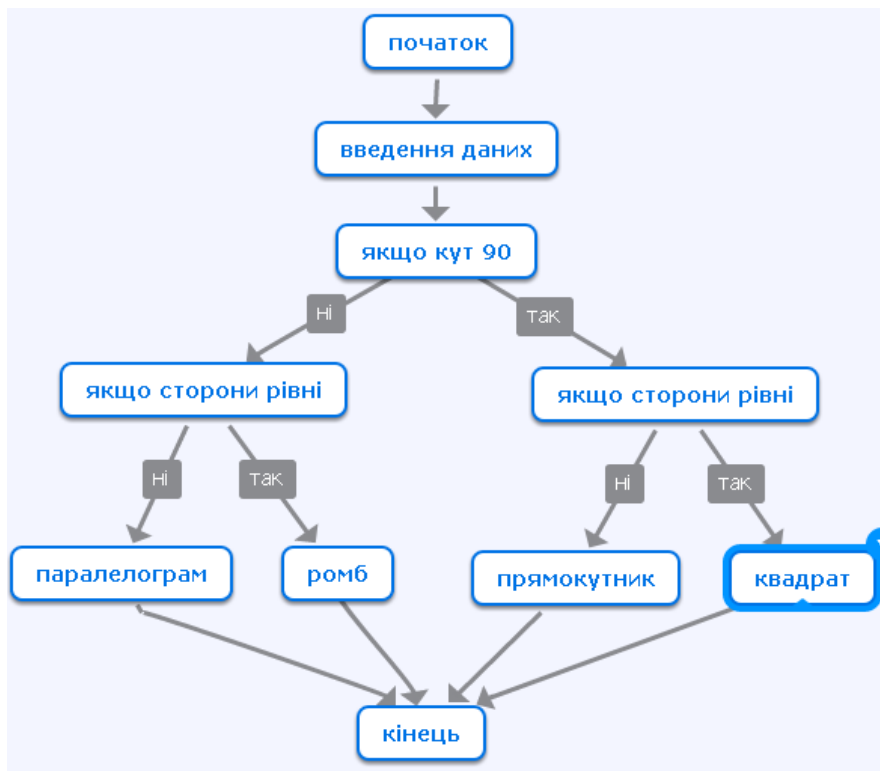 початок
введення даних
якщо кут 90
ні
так
якщо сторони рівні
якщо сторони рівні
ні
так
ні
так
паралелограм
ромб
прямокутник
квадрат
кінець